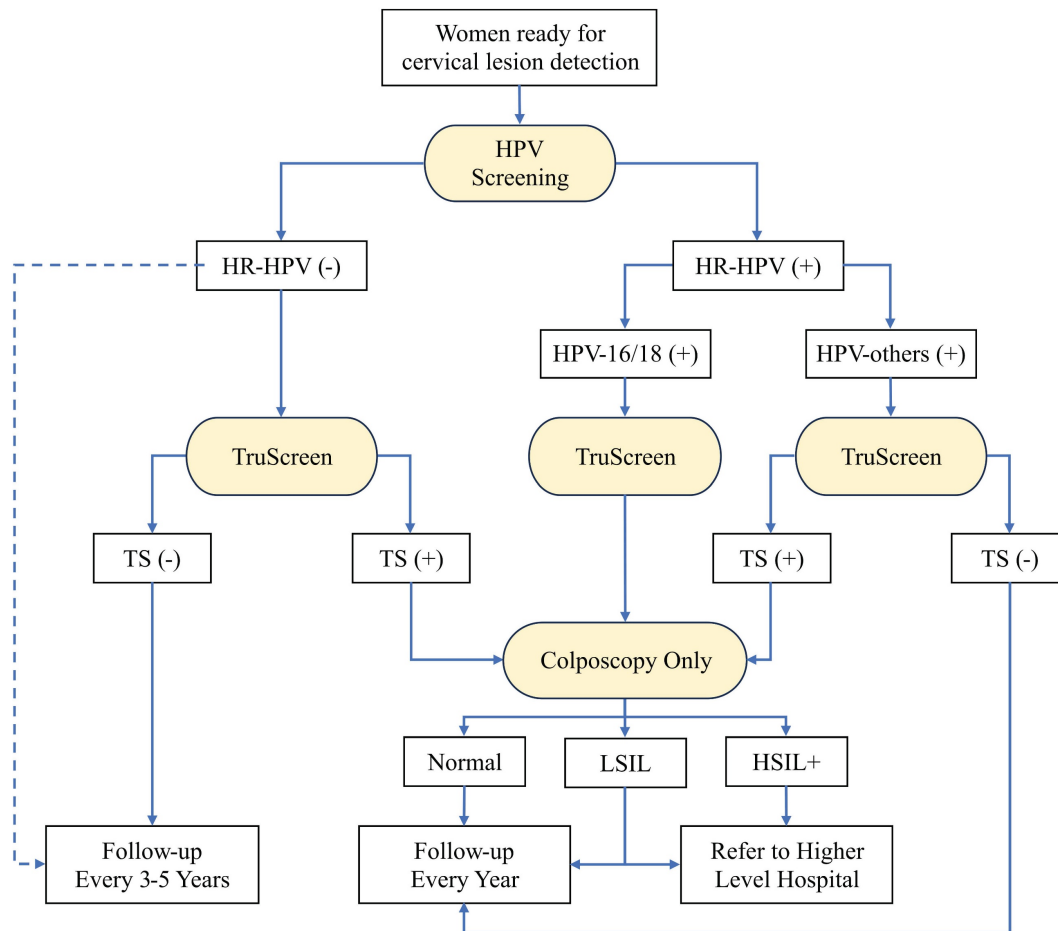 Women ready for
cervical lesion detection
HPV
Screening
HR-HPV (-)
HR-HPV (+)
HPV-16/18 (+)
HPV-others (+)
TruScreen
TruScreen
TruScreen
TS (-)
TS (+)
TS (+)
TS (-)
Colposcopy Only
Normal
LSIL
HSIL+
Follow-up
Every 3-5 Years
Follow-up
Every Year
Refer to Higher
Level Hospital